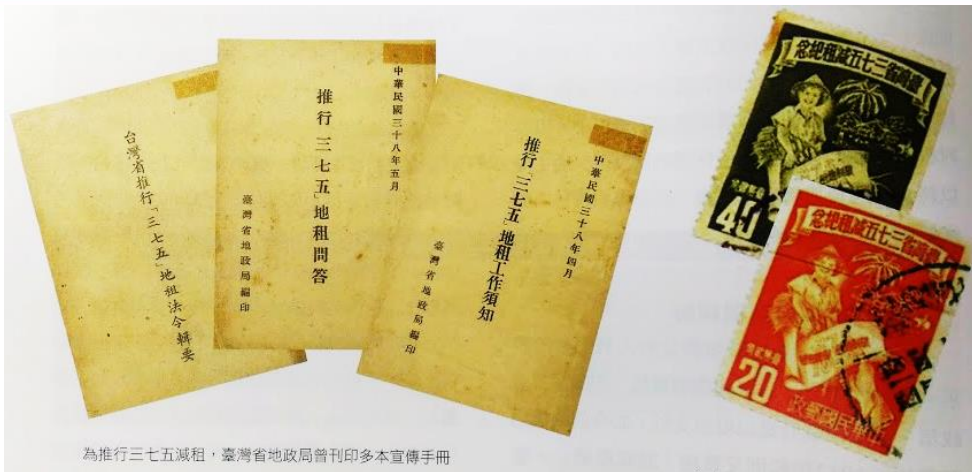 台灣省推行「三七五」地租法令輯要
中華民國三十八年五月
推行三七五地租問答
臺灣省地政局編印
中華民國三十八年四月
推行「三七五」地租工作須知
臺灣省地政局編印
念紀租減五七三省灣臺
40
念紀租減五七三省灣臺
20
政郵國民華中
為推行三七五減租，臺灣省地政局曾刊印多本宣傳手冊